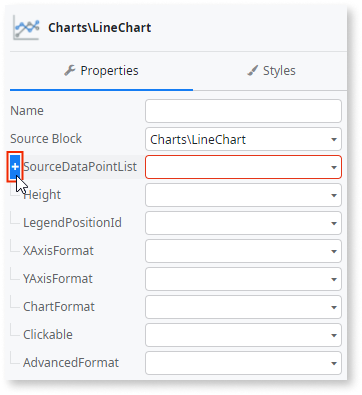 Charts\LineChart
Properties
Styles
Name
Source Block Charts\LineChart
SourceDataPointList
Height
LegendPositionId
XAxisFormat
YAxisFormat
ChartFormat
Clickable
AdvancedFormat